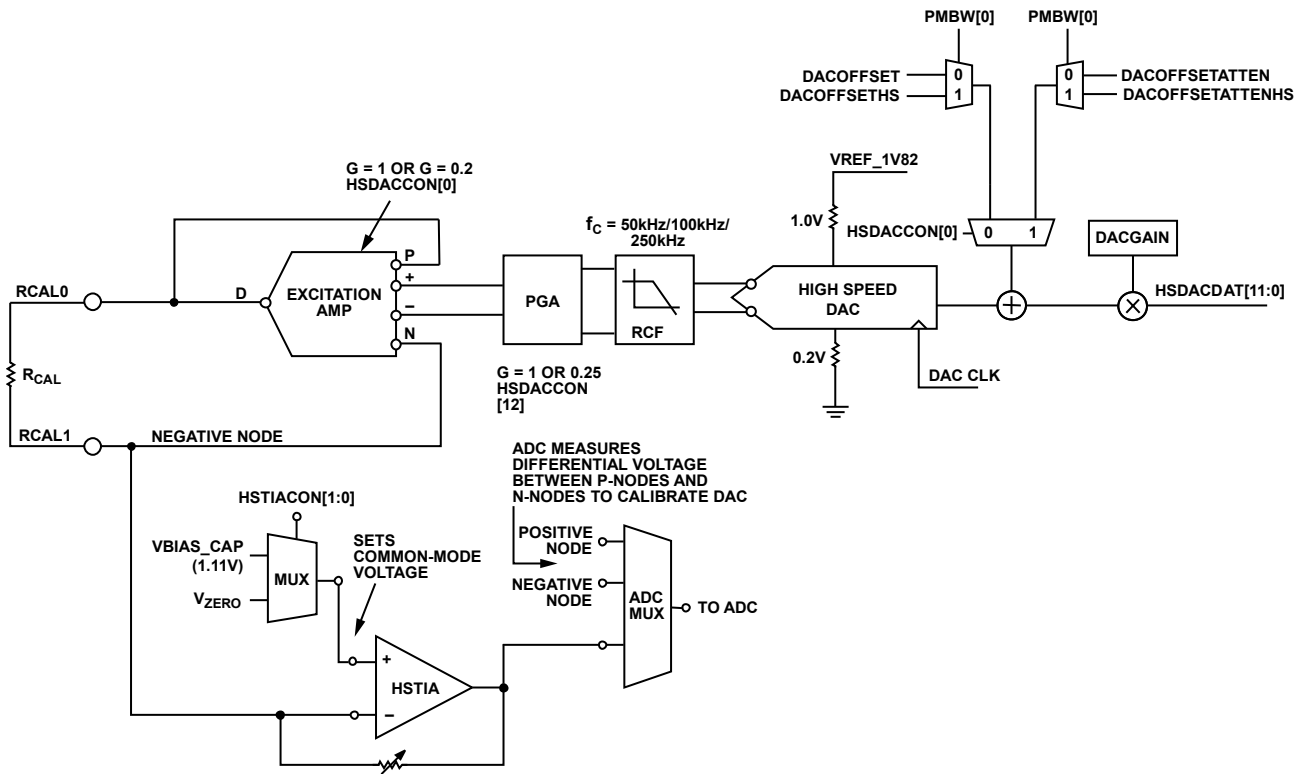 PMBW[0]
PMBW[0]
DACOFFSET
DACOFFSETHS
0
1
0
1
DACOFFSETATTEN
DACOFFSETATTENHS
G = 1 OR G = 0.2
HSDACCON[0]
VREF_1V82
fC = 50kHz/100kHz/
250kHz
1.0V
HSDACCON[0]
0
1
DACGAIN
P
+
−
N
D
EXCITATION
AMP
RCAL0
PGA
RCF
HIGH SPEED
DAC
+
×
HSDACDAT[11:0]
RCAL
0.2V
DAC CLK
G = 1 OR 0.25
HSDACCON
[12]
RCAL1
NEGATIVE NODE
ADC MEASURES
DIFFERENTIAL VOLTAGE
BETWEEN P-NODES AND
N-NODES TO CALIBRATE DAC
HSTIACON[1:0]
VBIAS_CAP
(1.11V)
MUX
VZERO
SETS
COMMON-MODE
VOLTAGE
POSITIVE
NODE
NEGATIVE
NODE
ADC
MUX
TO ADC
+
HSTIA
−